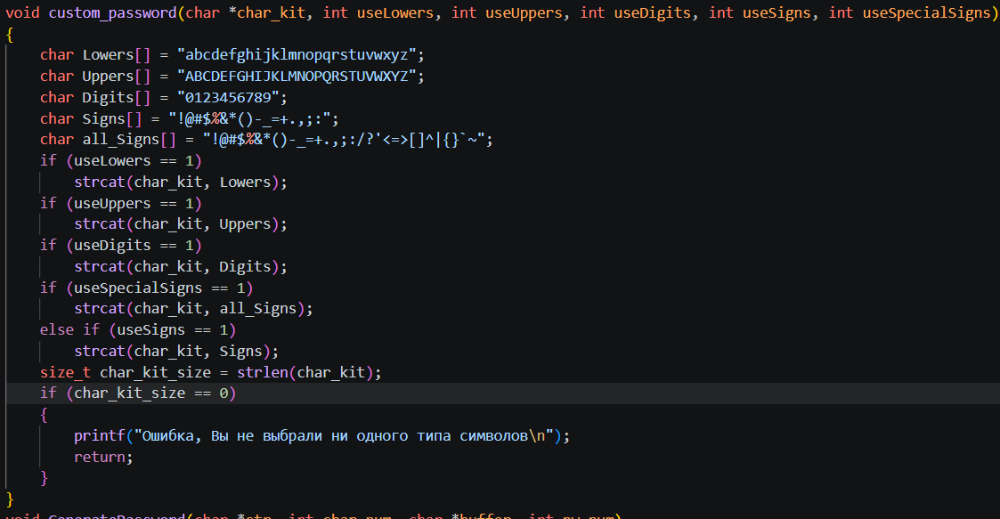 void custom_password(char *char_kit, int useLowers, int useUppers, int useDigits, int useSigns, int useSpecialSigns)
{
    char Lowers[] = "abcdefghijklmnopqrstuvwxyz";
    char Uppers[] = "ABCDEFGHIJKLMNOPQRSTUVWXYZ";
    char Digits[] = "0123456789";
    char Signs[] = "!@#$%&*()-_=+.,;:";
    char all_Signs[] = "!@#$%&*()-_=+.,;:/?'<=>[]^|{}`~";
    if (useLowers == 1)
        strcat(char_kit, Lowers);
    if (useUppers == 1)
        strcat(char_kit, Uppers);
    if (useDigits == 1)
        strcat(char_kit, Digits);
    if (useSpecialSigns == 1)
        strcat(char_kit, all_Signs);
    else if (useSigns == 1)
        strcat(char_kit, Signs);
    size_t char_kit_size = strlen(char_kit);
    if (char_kit_size == 0)
    {
        printf("Ошибка, Вы не выбрали ни одного типа символов\n");
        return;
    }
}
void GeneratePassword(char *str, int char_num, char *buffer, int pw_num)